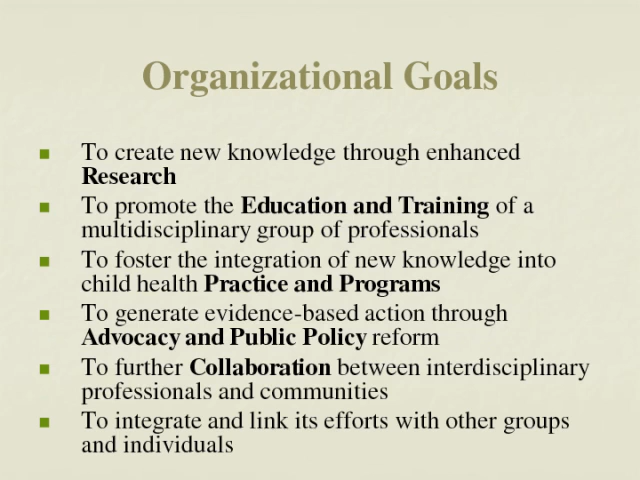 Organizational Goals
To create new knowledge through enhanced
Research
To promote the Education and Training of a
multidisciplinary group of professionals
To foster the integration of new knowledge into
child health Practice and Programs
To generate evidence-based action through
Advocacy and Public Policy reform
To further Collaboration between interdisciplinary
professionals and communities
To integrate and link its efforts with other groups
and individuals